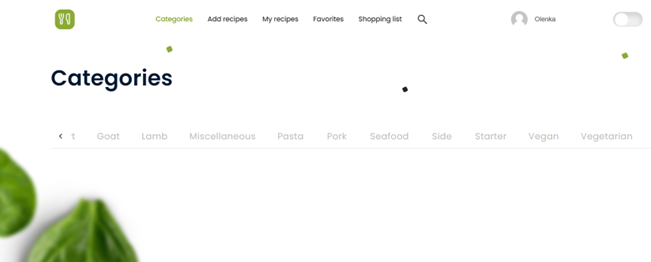 Categories Add recipes My recipes Favorites Shopping list Olenka
Categories
t Goat Lamb Miscellaneous Pasta Pork Seafood Side Starter Vegan Vegetarian